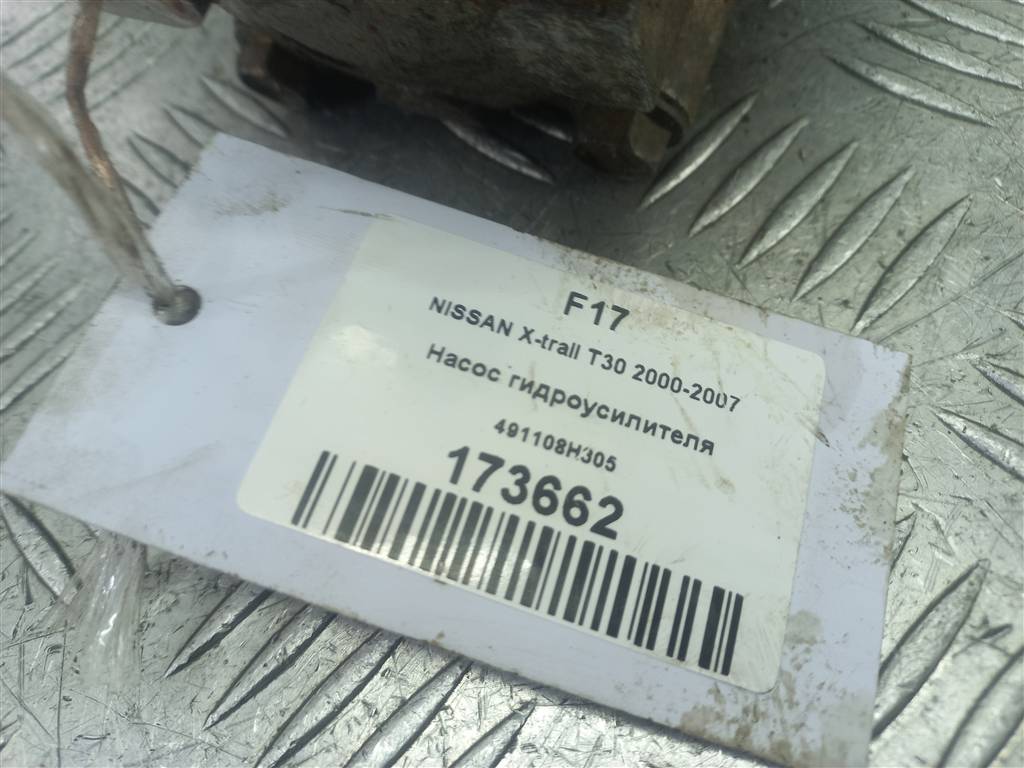 F17
NISSAN X-trail T30 2000-2007
Насос гидроусилителя
491108H305
173662